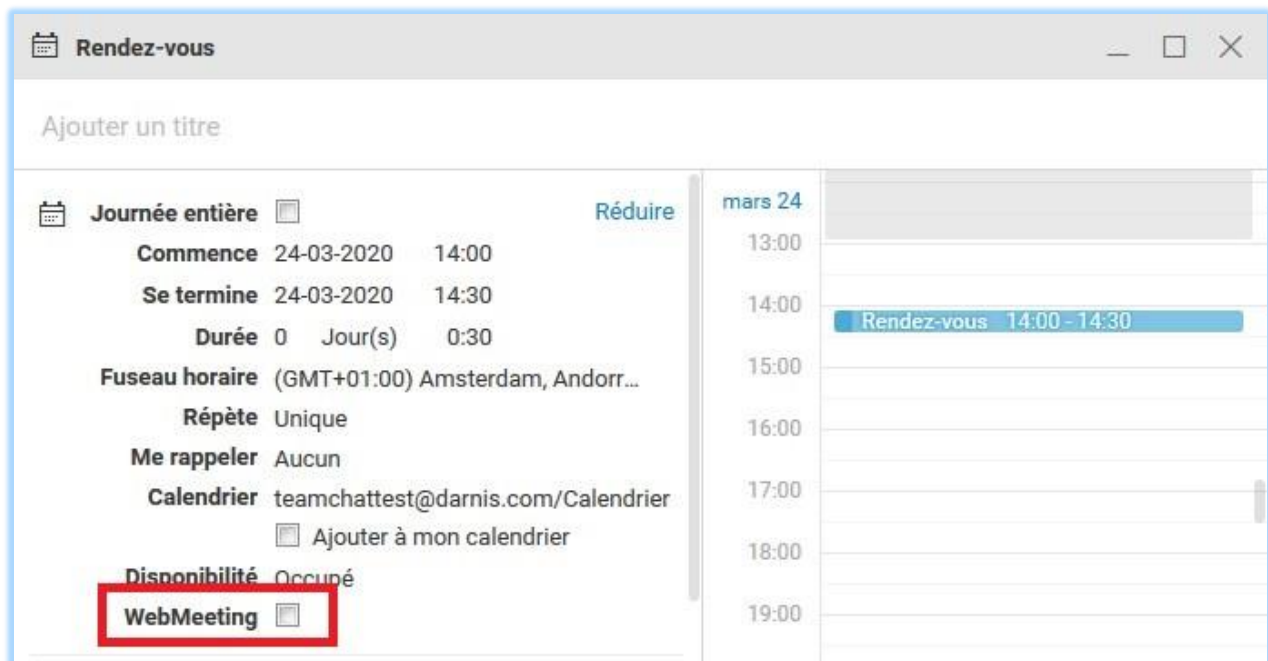 Rendez-vous
Ajouter un titre
Journée entière Réduire
Commence 24-03-2020 14:00
Se termine 24-03-2020 14:30
Durée 0 Jour(s) 0:30
Fuseau horaire (GMT+01:00) Amsterdam, Andorr...
Répète Unique
Me rappeler Aucun
Calendrier teamchattest@darnis.com/Calendrier
Ajouter à mon calendrier
Disponibilité Occupé
WebMeeting
mars 24
13:00
14:00
Rendez-vous 14:00 - 14:30
15:00
16:00
17:00
18:00
19:00